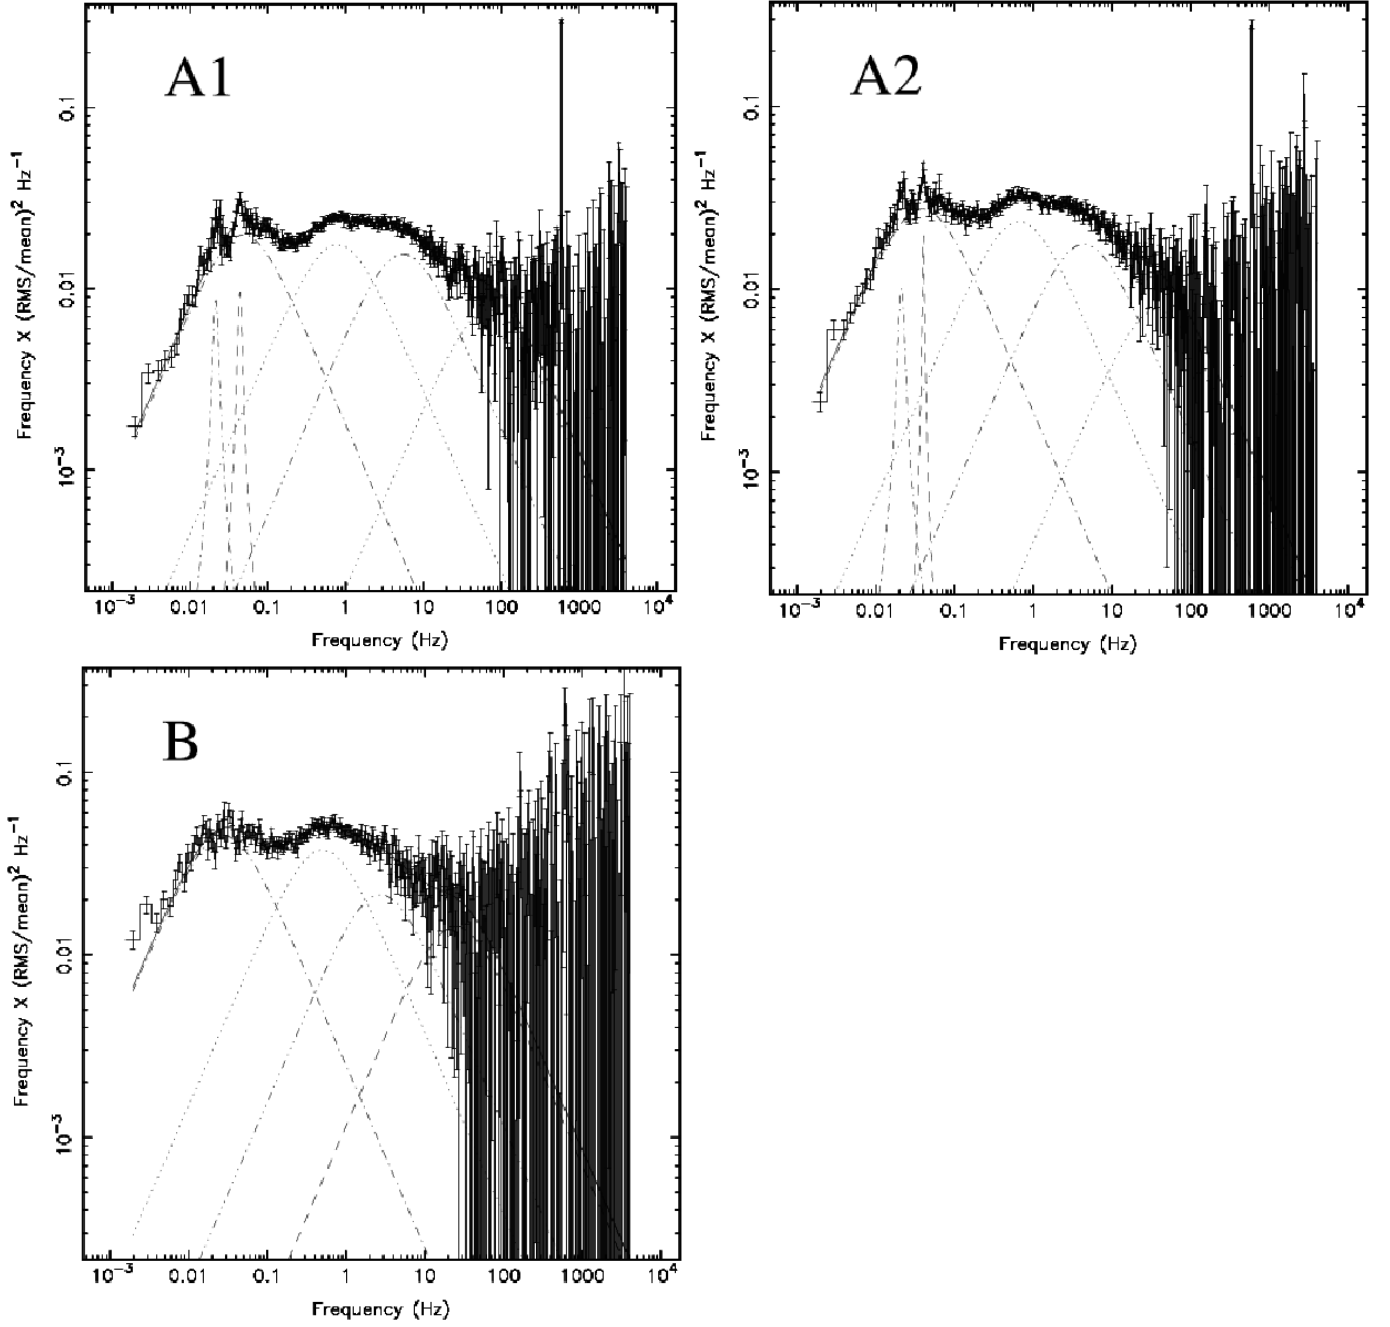 A1
Frequency X (RMS/mean)² Hz⁻¹
0.1
0.01
10⁻³
10⁻³ 0.01 0.1 1 10 100 1000 10⁴
Frequency (Hz)
A2
Frequency X (RMS/mean)² Hz⁻¹
0.1
0.01
10⁻³
10⁻³ 0.01 0.1 1 10 100 1000 10⁴
Frequency (Hz)
B
Frequency X (RMS/mean)² Hz⁻¹
0.1
0.01
10⁻³
10⁻³ 0.01 0.1 1 10 100 1000 10⁴
Frequency (Hz)